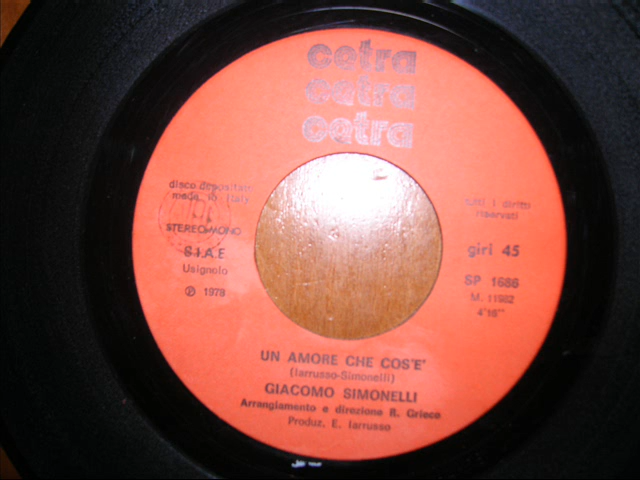 cetra
cetra
cetra
disco depositato
made in Italy
STEREO/MONO
S.I.A.E
Usignolo
℗ 1978
tutti i diritti
riservati
giri 45
SP 1686
M. 11982
4'16"
UN AMORE CHE COS'E'
(Iarrusso-Simonelli)
GIACOMO SIMONELLI
Arrangiamento e direzione R. Grieco
Produz. E. Iarrusso